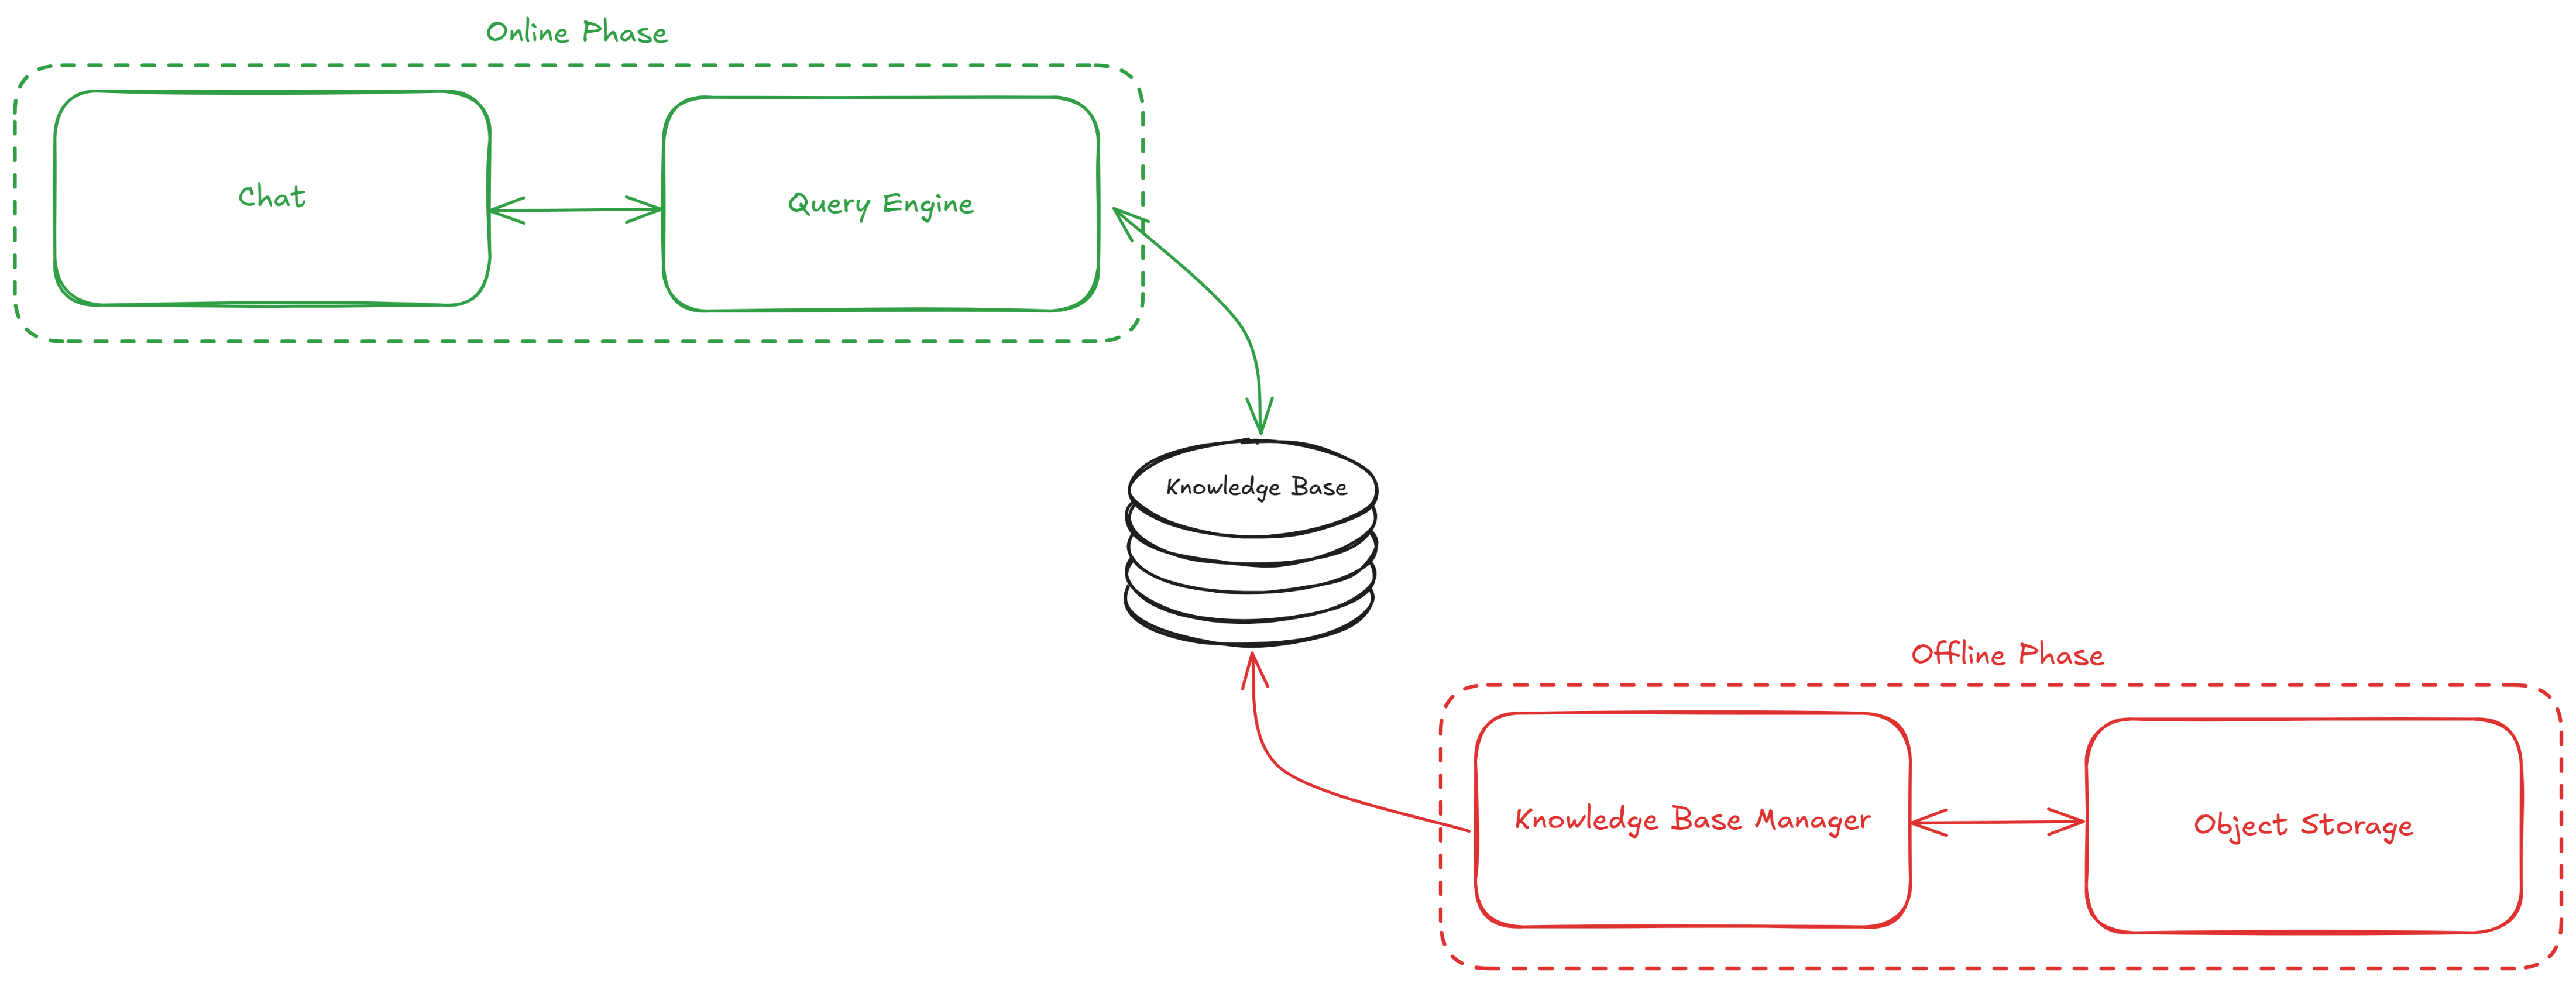 Online Phase
Chat
Query Engine
Knowledge Base
Offline Phase
Knowledge Base Manager
Object Storage